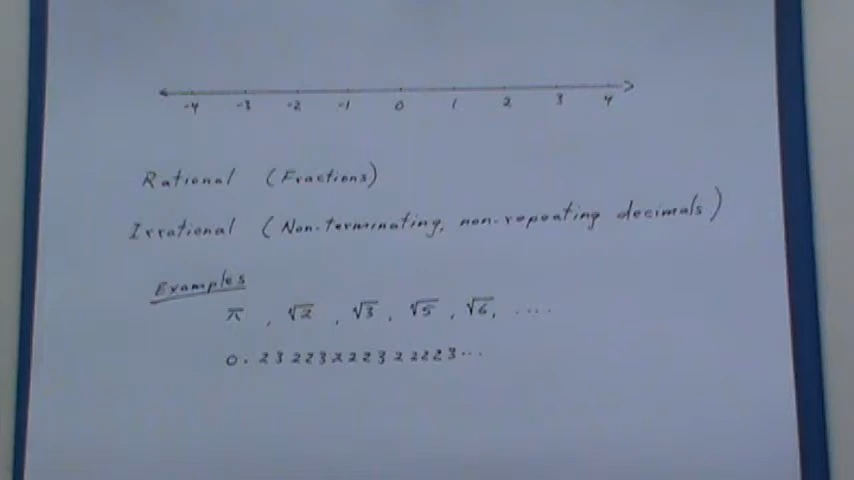 -4 -3 -2 -1 0 1 2 3 4
Rational (Fractions)
Irrational (Non-terminating, non-repeating decimals)
Examples
π , √2 , √3 , √5 , √6, ....
0.23223222322223...